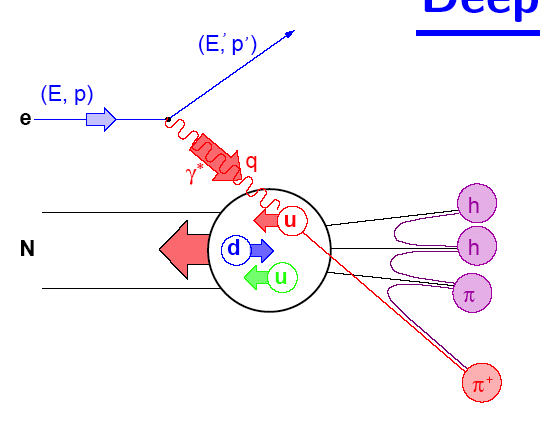 Deep
(E', p')
(E, p)
e
γ* q
u
h
N
d
h
u
π
π+